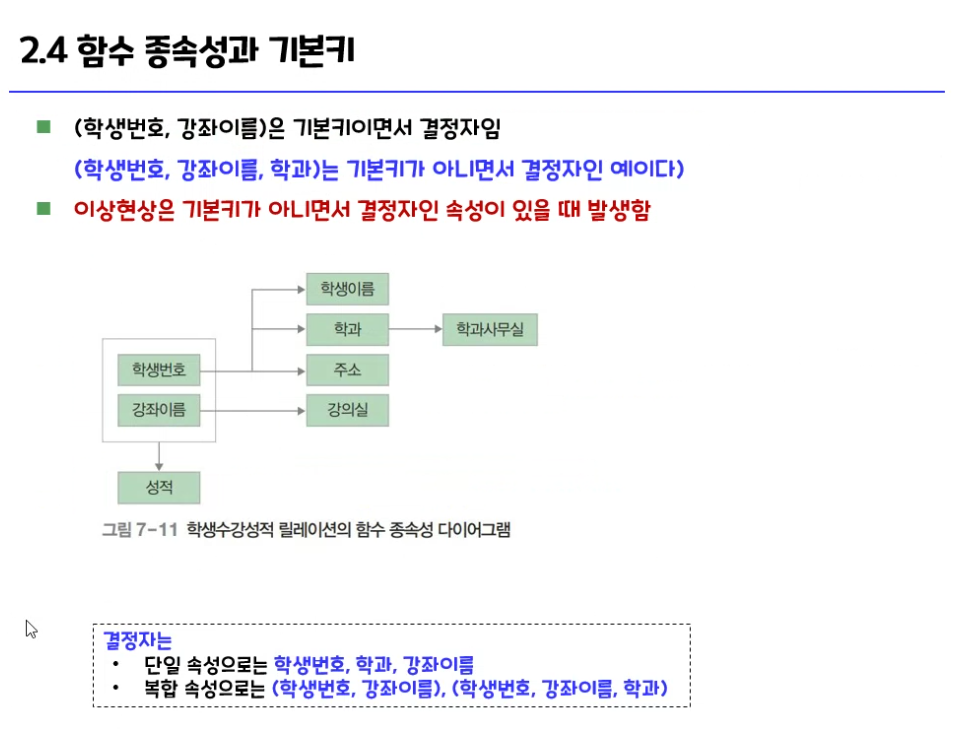 2.4 함수 종속성과 기본키
■ (학생번호, 강좌이름)은 기본키이면서 결정자임
(학생번호, 강좌이름, 학과)는 기본키가 아니면서 결정자인 예이다)
■ 이상현상은 기본키가 아니면서 결정자인 속성이 있을 때 발생함
학생이름
학과
학과사무실
학생번호
주소
강좌이름
강의실
성적
그림 7-11 학생수강성적 릴레이션의 함수 종속성 다이어그램
결정자는
• 단일 속성으로는 학생번호, 학과, 강좌이름
• 복합 속성으로는 (학생번호, 강좌이름), (학생번호, 강좌이름, 학과)